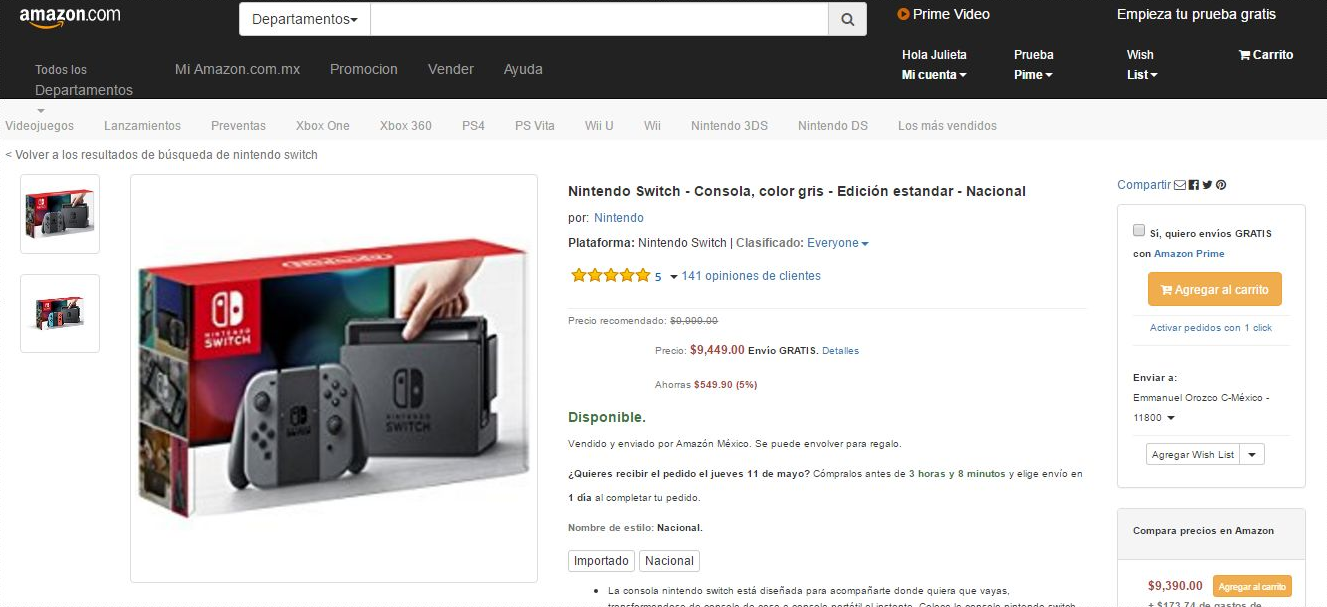 amazon.com
Departamentos
Prime Video
Empieza tu prueba gratis
Todos los
Departamentos
Mi Amazon.com.mx
Promocion
Vender
Ayuda
Hola Julieta
Mi cuenta
Prueba
Pime
Wish
List
Carrito
Videojuegos
Lanzamientos
Preventas
Xbox One
Xbox 360
PS4
PS Vita
Wii U
Wii
Nintendo 3DS
Nintendo DS
Los más vendidos
< Volver a los resultados de búsqueda de nintendo switch
NINTENDO
SWITCH
NINTENDO
SWITCH
Nintendo Switch - Consola, color gris - Edición estandar - Nacional
por: Nintendo
Plataforma: Nintendo Switch | Clasificado: Everyone
5 141 opiniones de clientes
Precio recomendado:
Precio: $9,449.00 Envio GRATIS. Detalles
Ahorras $549.90 (5%)
Disponible.
Vendido y enviado por Amazón México. Se puede envolver para regalo.
¿Quieres recibir el pedido el jueves 11 de mayo? Cómpralos antes de 3 horas y 8 minutos y elige envío en
1 día al completar tu pedido.
Nombre de estilo: Nacional.
Importado
Nacional
La consola nintendo switch está diseñada para acompañarte donde quiera que vayas,
Compartir
Si, quiero envios GRATIS
con Amazon Prime
Agregar al carrito
Activar pedidos con 1 click
Enviar a:
Emmanuel Orozco C-México -
11800
Agregar Wish List
Compara precios en Amazon
$9,390.00
Agregar al carrito
+ $173.74 de gastos de